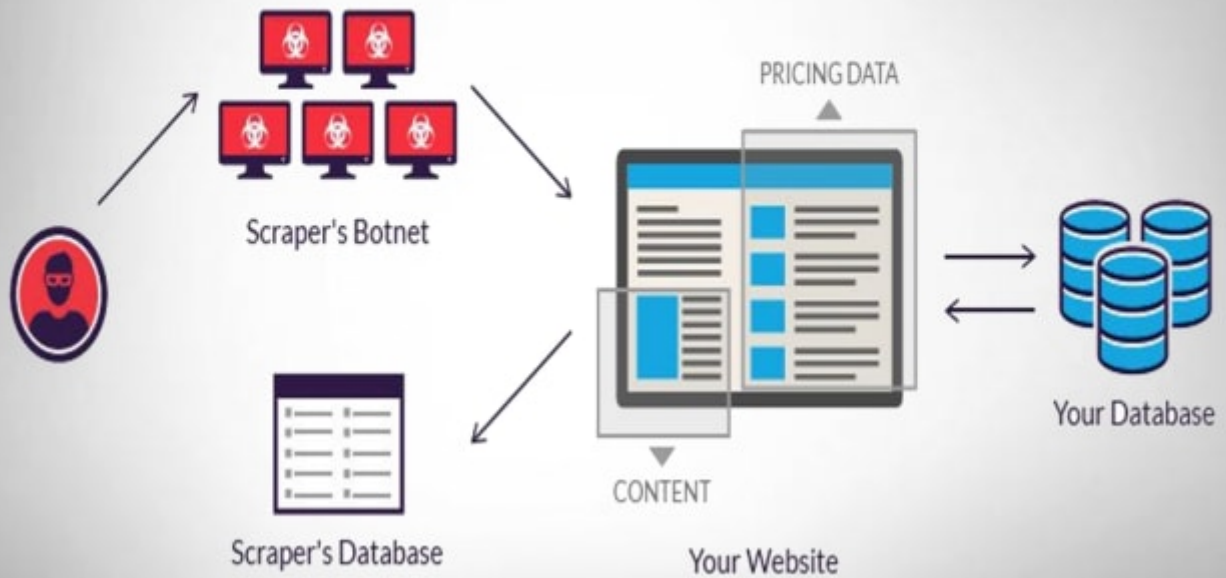 PRICING DATA
Scraper's Botnet
Your Database
CONTENT
Scraper's Database
Your Website